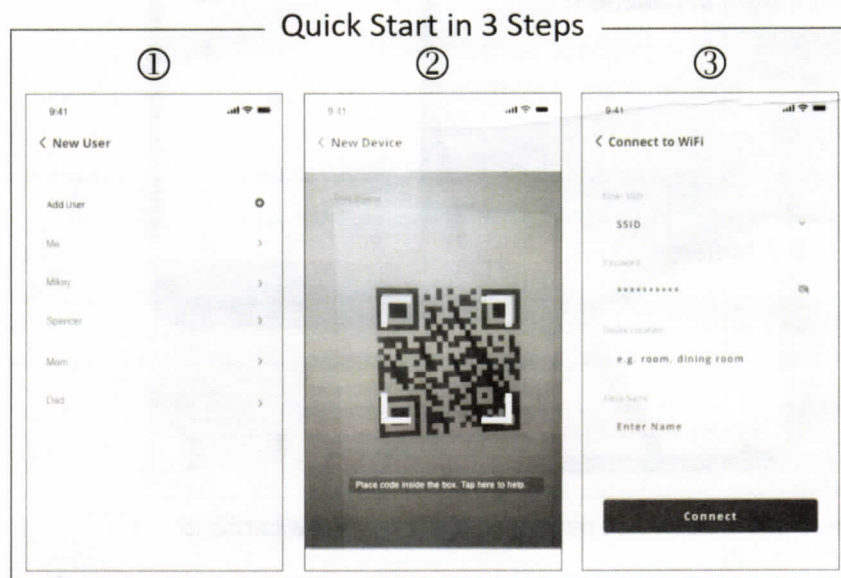 Quick Start in 3 Steps
①
②
③
9:41
< New User
Add User
Me
Mikey
Spencer
Mom
Dad
9:41
< New Device
Place code inside the box. Tap here to help.
9:41
< Connect to WiFi
SSID
Password
**********
Device Location
e.g. room, dining room
Name
Enter Name
Connect